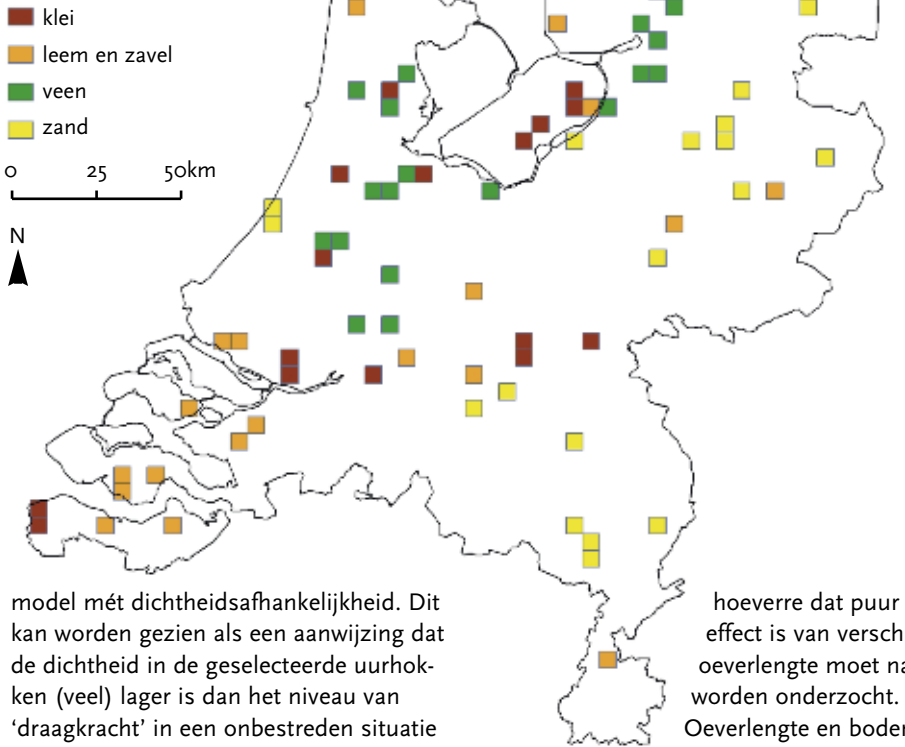 klei
leem en zavel
veen
zand
0 25 50km
N
model mét dichtheidsafhankelijkheid. Dit
kan worden gezien als een aanwijzing dat
de dichtheid in de geselecteerde uurhok-
ken (veel) lager is dan het niveau van
‘draagkracht’ in een onbestreden situatie
hoeverre dat puur
effect is van versch
oeverlengte moet na
worden onderzocht.
Oeverlengte en boder